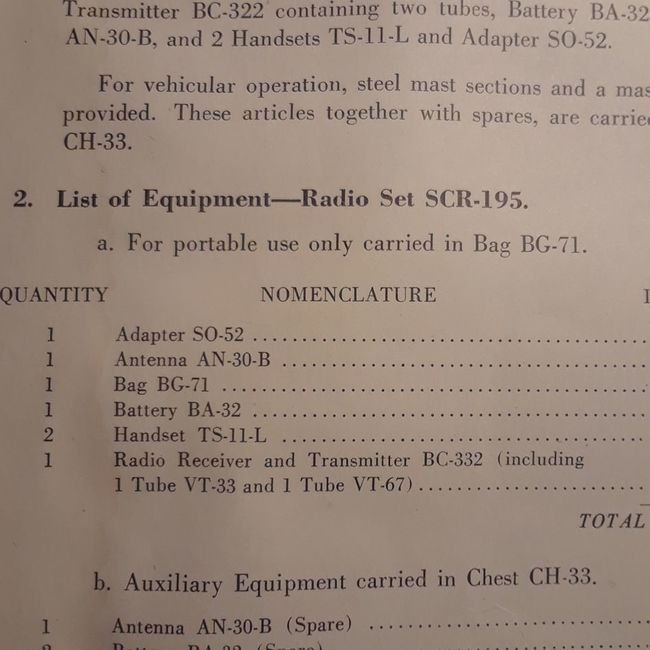 Transmitter BC-322 containing two tubes, Battery BA-32
AN-30-B, and 2 Handsets TS-11-L and Adapter SO-52.
For vehicular operation, steel mast sections and a mas
provided. These articles together with spares, are carrie
CH-33.
2. List of Equipment—Radio Set SCR-195.
a. For portable use only carried in Bag BG-71.
QUANTITY NOMENCLATURE
1 Adapter SO-52 ........................................
1 Antenna AN-30-B ....................................
1 Bag BG-71 ...........................................
1 Battery BA-32 ........................................
2 Handset TS-11-L ....................................
1 Radio Receiver and Transmitter BC-332 (including
1 Tube VT-33 and 1 Tube VT-67) .......................
TOTAL
b. Auxiliary Equipment carried in Chest CH-33.
1 Antenna AN-30-B (Spare) ............................